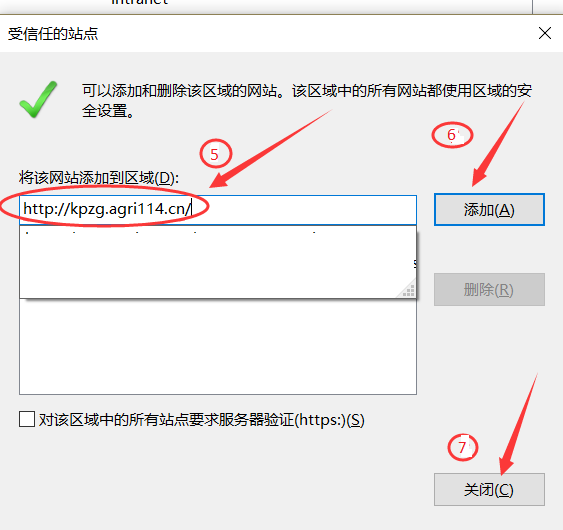 intranet
受信任的站点
可以添加和删除该区域的网站。该区域中的所有网站都使用区域的安
全设置。
5
6
将该网站添加到区域(D):
http://kpzg.agri114.cn/
添加(A)
删除(R)
对该区域中的所有站点要求服务器验证(https:)(S)
7
关闭(C)